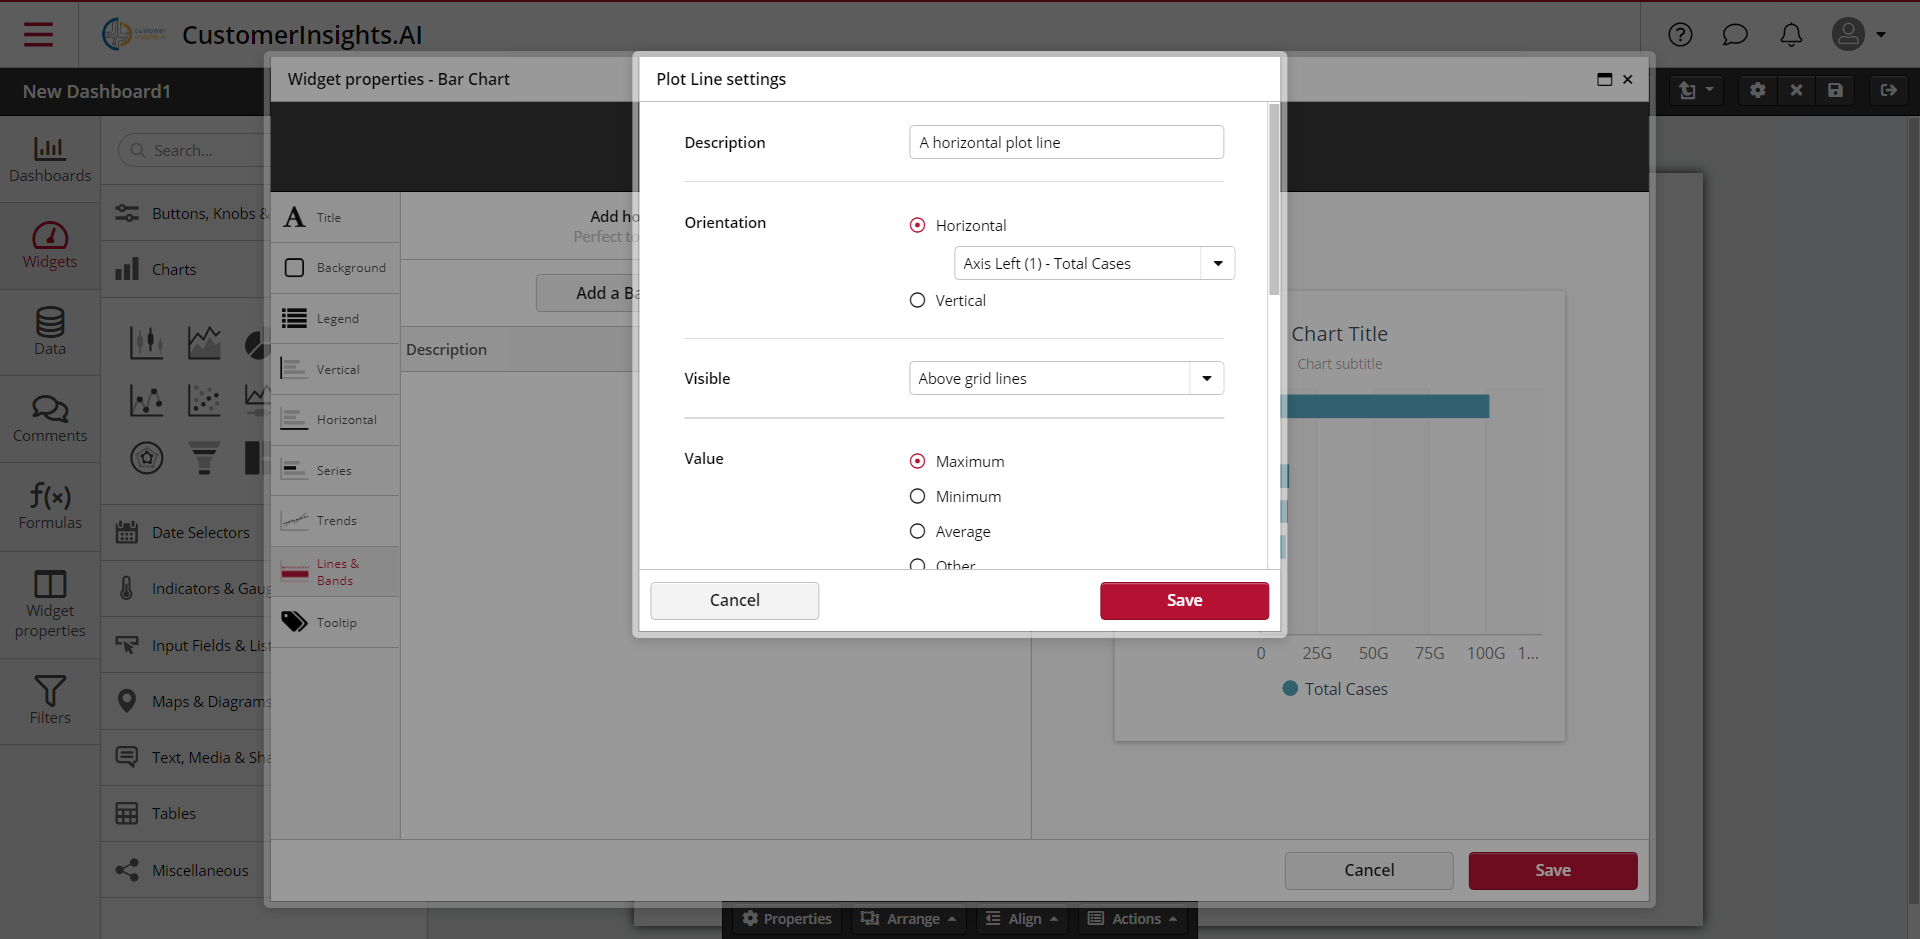 CustomerInsights.AI
New Dashboard1
Dashboards
Widgets
Data
Comments
Formulas
Widget
properties
Filters
Search...
Buttons, Knobs &
Charts
Date Selectors
Indicators & Gau
Input Fields & Lis
Maps & Diagrams
Text, Media & Sha
Tables
Miscellaneous
Widget properties - Bar Chart
Title
Background
Legend
Vertical
Horizontal
Series
Trends
Lines &
Bands
Tooltip
Add ho
Perfect to
Add a Ba
Description
Plot Line settings
Description
A horizontal plot line
Orientation
Horizontal
Axis Left (1) - Total Cases
Vertical
Visible
Above grid lines
Value
Maximum
Minimum
Average
Other
Cancel
Save
Chart Title
Chart subtitle
0 25G 50G 75G 100G 1...
Total Cases
Cancel
Save
Properties Arrange Align Actions